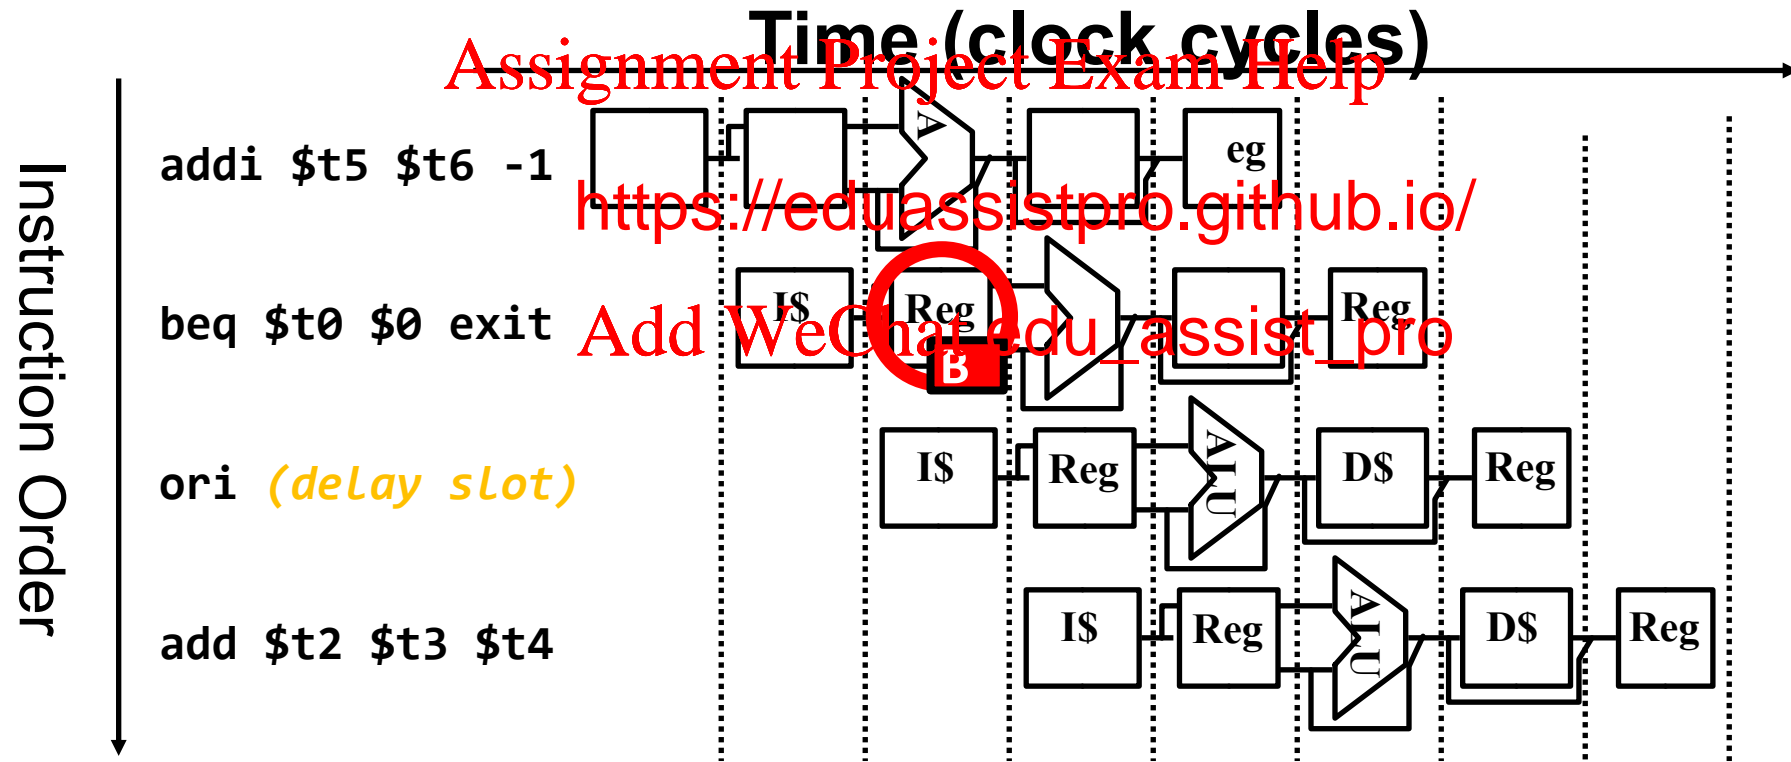 Time (clock cycles)
Assignment Project Exam Help
Instruction Order
addi $t5 $t6 -1
A
eg
https://eduassistpro.github.io/
beq $t0 $0 exit
I$
Reg
B
Reg
Add WeChat edu_assist_pro
ori (delay slot)
I$
Reg
ALU
D$
Reg
add $t2 $t3 $t4
I$
Reg
ALU
D$
Reg